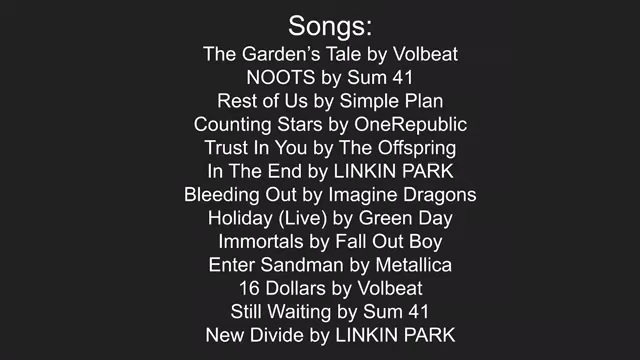 Songs:
The Garden's Tale by Volbeat
NOOTS by Sum 41
Rest of Us by Simple Plan
Counting Stars by OneRepublic
Trust In You by The Offspring
In The End by LINKIN PARK
Bleeding Out by Imagine Dragons
Holiday (Live) by Green Day
Immortals by Fall Out Boy
Enter Sandman by Metallica
16 Dollars by Volbeat
Still Waiting by Sum 41
New Divide by LINKIN PARK